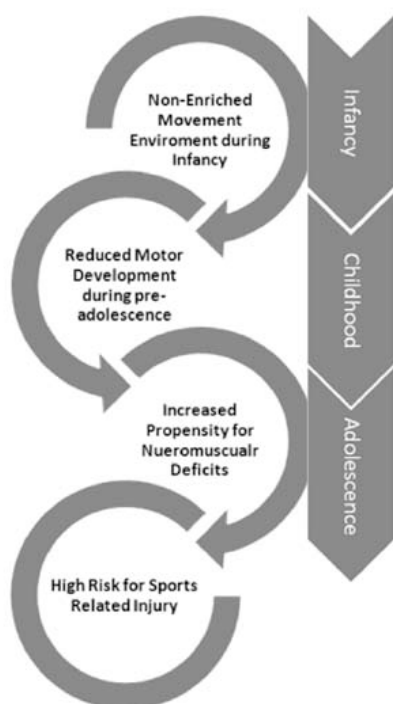 Non-Enriched
Movement
Enviroment during
Infancy
Infancy
Reduced Motor
Development
during pre-
adolescence
Childhood
Increased
Propensity for
Nueromuscualr
Deficits
Adolescence
High Risk for Sports
Related Injury